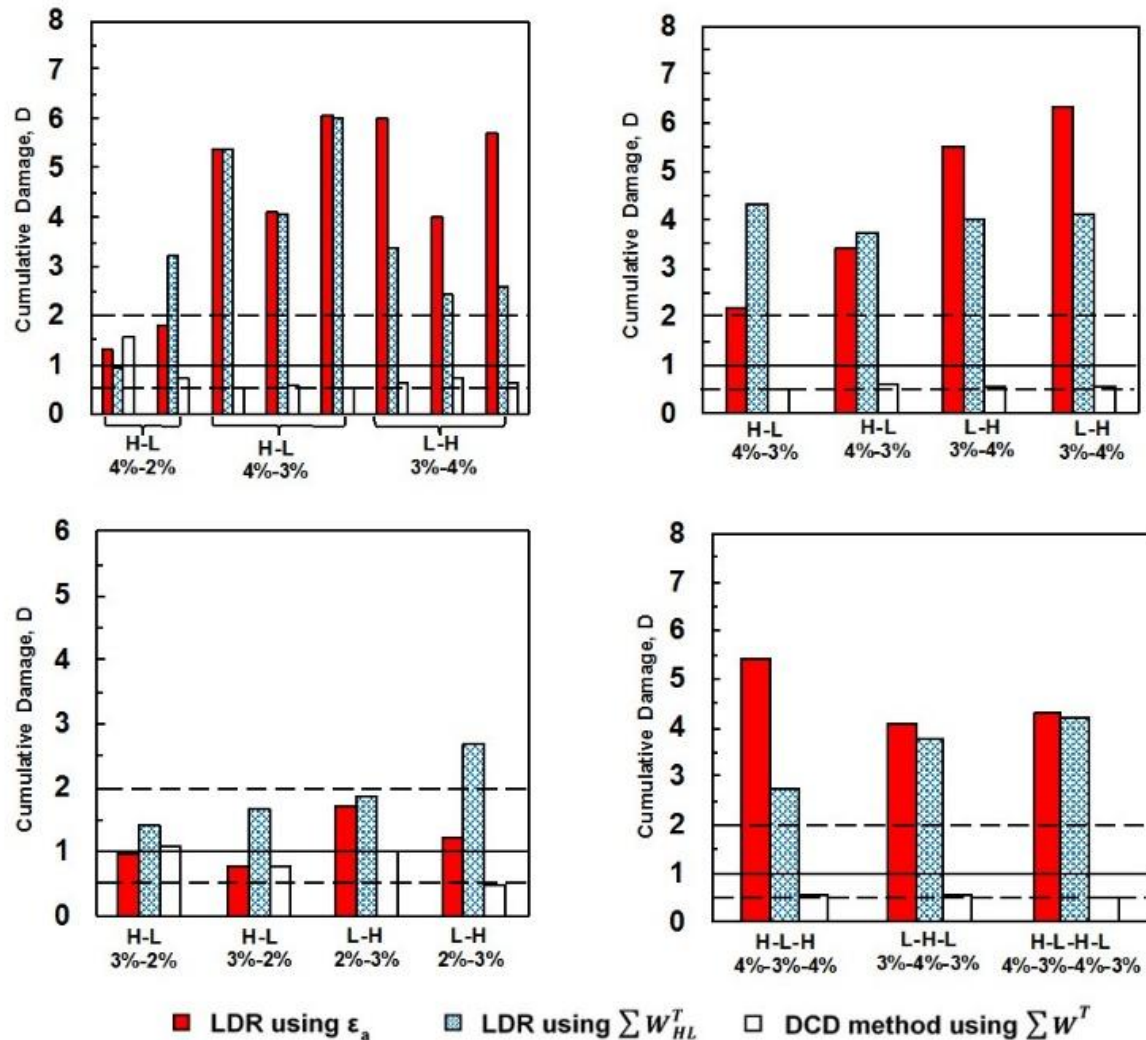 Cumulative Damage, D
8
7
6
5
4
3
2
1
0
H-L
4%-2%
H-L
4%-3%
L-H
3%-4%
Cumulative Damage, D
8
7
6
5
4
3
2
1
0
H-L
4%-3%
H-L
4%-3%
L-H
3%-4%
L-H
3%-4%
Cumulative Damage, D
6
5
4
3
2
1
0
H-L
3%-2%
H-L
3%-2%
L-H
2%-3%
L-H
2%-3%
Cumulative Damage, D
8
7
6
5
4
3
2
1
0
H-L-H
4%-3%-4%
L-H-L
3%-4%-3%
H-L-H-L
4%-3%-4%-3%
LDR using εₐ
LDR using ∑ W^T_HL
DCD method using ∑ W^T